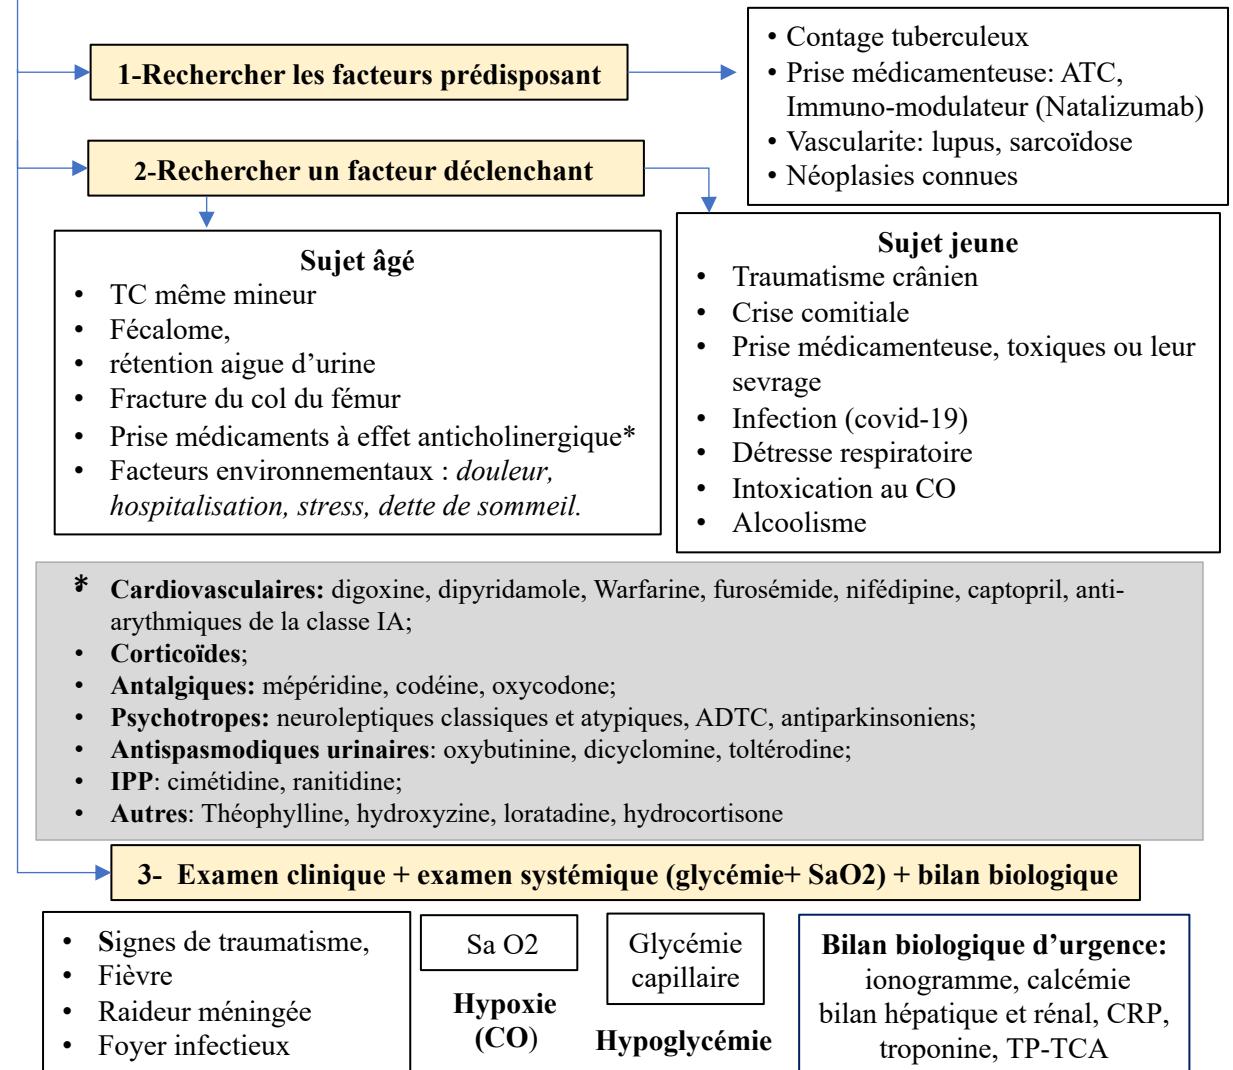 1-Rechercher les facteurs prédisposant
• Contage tuberculeux
• Prise médicamenteuse: ATC,
Immuno-modulateur (Natalizumab)
• Vascularite: lupus, sarcoïdose
• Néoplasies connues
2-Rechercher un facteur déclenchant
Sujet âgé
• TC même mineur
• Fécalome,
• rétention aigue d’urine
• Fracture du col du fémur
• Prise médicaments à effet anticholinergique*
• Facteurs environnementaux : douleur,
hospitalisation, stress, dette de sommeil.
Sujet jeune
• Traumatisme crânien
• Crise comitiale
• Prise médicamenteuse, toxiques ou leur
sevrage
• Infection (covid-19)
• Détresse respiratoire
• Intoxication au CO
• Alcoolisme
* Cardiovasculaires: digoxine, dipyridamole, Warfarine, furosémide, nifédipine, captopril, anti-
arythmiques de la classe IA;
• Corticoïdes;
• Antalgiques: mépéridine, codéine, oxycodone;
• Psychotropes: neuroleptiques classiques et atypiques, ADTC, antiparkinsoniens;
• Antispasmodiques urinaires: oxybutinine, dicyclomine, toltérodine;
• IPP: cimétidine, ranitidine;
• Autres: Théophylline, hydroxyzine, loratadine, hydrocortisone
3- Examen clinique + examen systémique (glycémie+ SaO2) + bilan biologique
• Signes de traumatisme,
• Fièvre
• Raideur méningée
• Foyer infectieux
Sa O2
Hypoxie
(CO)
Glycémie
capillaire
Hypoglycémie
Bilan biologique d’urgence:
ionogramme, calcémie
bilan hépatique et rénal, CRP,
troponine, TP-TCA